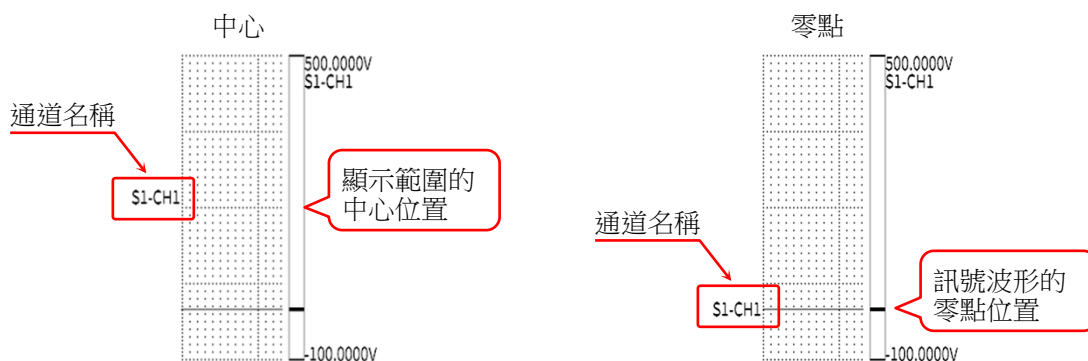 中心
500.0000V
S1-CH1
通道名稱
S1-CH1
顯示範圍的
中心位置
-100.0000V
零點
500.0000V
S1-CH1
通道名稱
S1-CH1
訊號波形的
零點位置
-100.0000V